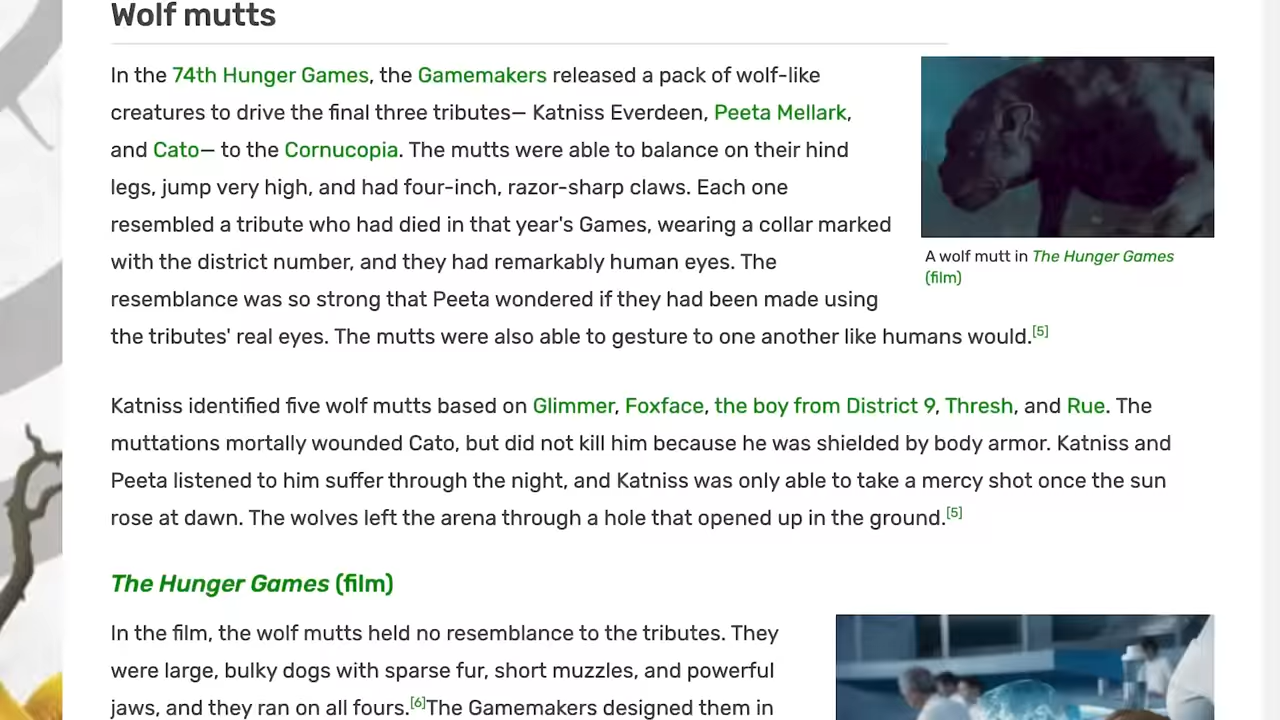 Wolf mutts
In the 74th Hunger Games, the Gamemakers released a pack of wolf-like
creatures to drive the final three tributes— Katniss Everdeen, Peeta Mellark,
and Cato— to the Cornucopia. The mutts were able to balance on their hind
legs, jump very high, and had four-inch, razor-sharp claws. Each one
resembled a tribute who had died in that year's Games, wearing a collar marked
with the district number, and they had remarkably human eyes. The
resemblance was so strong that Peeta wondered if they had been made using
the tributes' real eyes. The mutts were also able to gesture to one another like humans would.[5]
A wolf mutt in The Hunger Games
(film)
Katniss identified five wolf mutts based on Glimmer, Foxface, the boy from District 9, Thresh, and Rue. The
muttations mortally wounded Cato, but did not kill him because he was shielded by body armor. Katniss and
Peeta listened to him suffer through the night, and Katniss was only able to take a mercy shot once the sun
rose at dawn. The wolves left the arena through a hole that opened up in the ground.[5]
The Hunger Games (film)
In the film, the wolf mutts held no resemblance to the tributes. They
were large, bulky dogs with sparse fur, short muzzles, and powerful
jaws, and they ran on all fours.[6]The Gamemakers designed them in